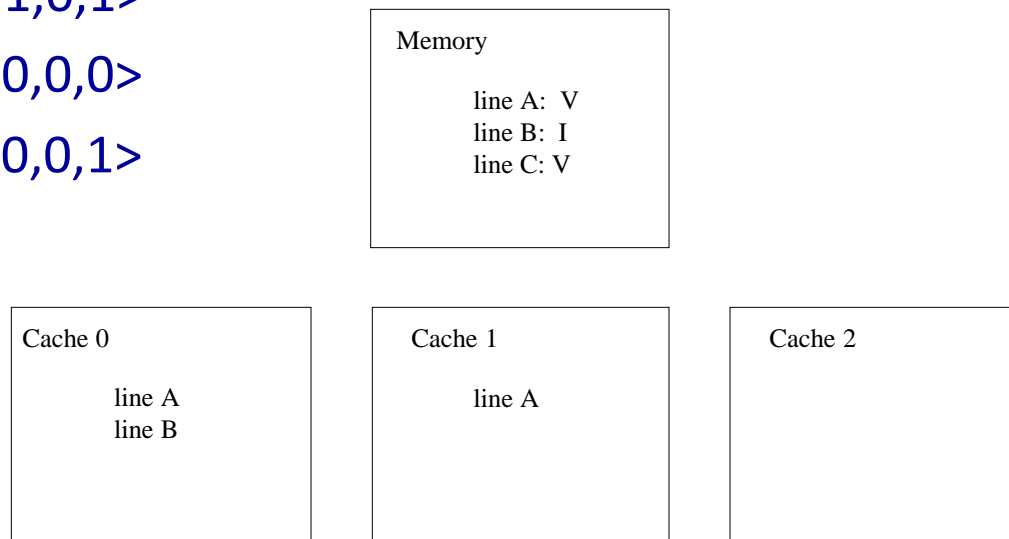 1,0,1>
0,0,0>
0,0,1>
Memory
line A: V
line B: I
line C: V
Cache 0
line A
line B
Cache 1
line A
Cache 2